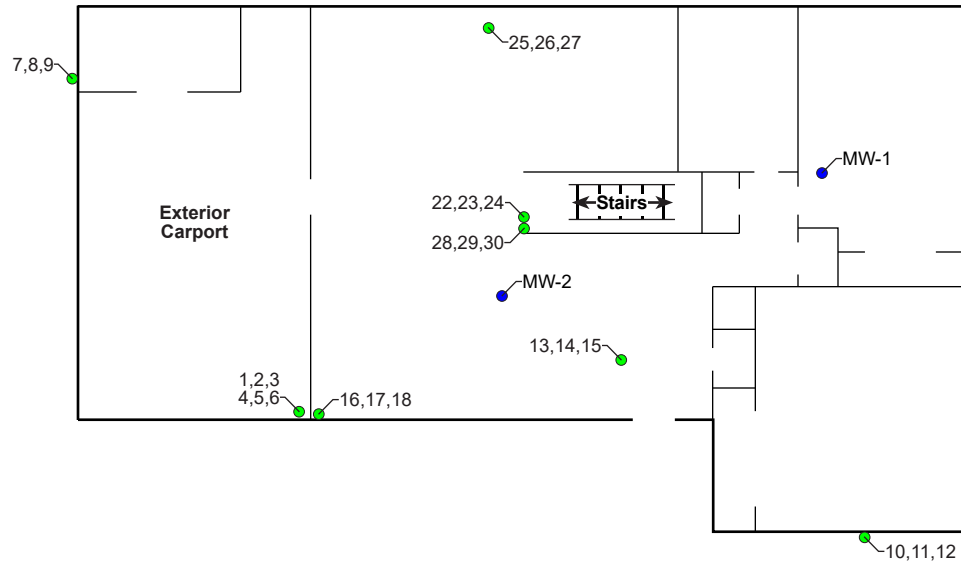 25,26,27
7,8,9
MW-1
Exterior
Carport
22,23,24
Stairs
28,29,30
MW-2
13,14,15
1,2,3
4,5,6
16,17,18
10,11,12